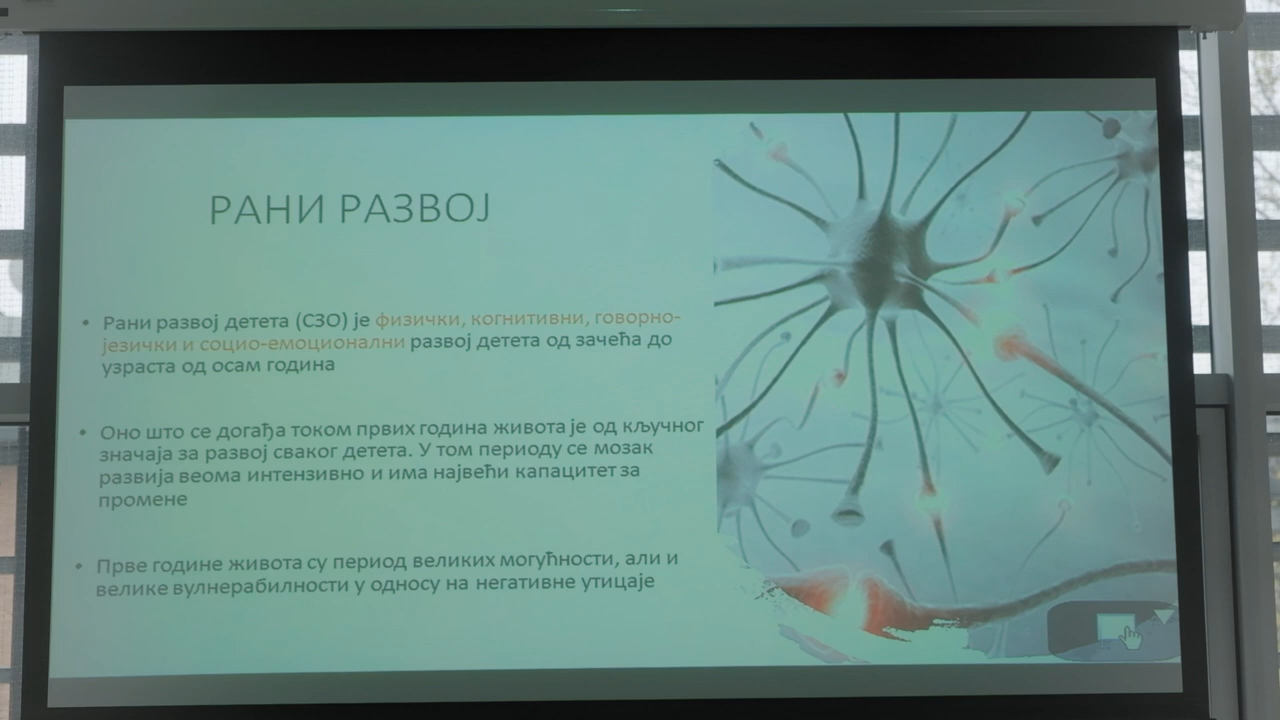 РАНИ РАЗВОЈ
• Рани развој детета (СЗО) је физички, когнитивни, говорно-
језички и социо-емоционални развој детета од зачећа до
узраста од осам година
• Оно што се догађа током првих година живота је од кључног
значаја за развој сваког детета. У том периоду се мозак
развија веома интензивно и има највећи капацитет за
промене
• Прве године живота су период великих могућности, али и
велике вулнерабилности у односу на негативне утицаје